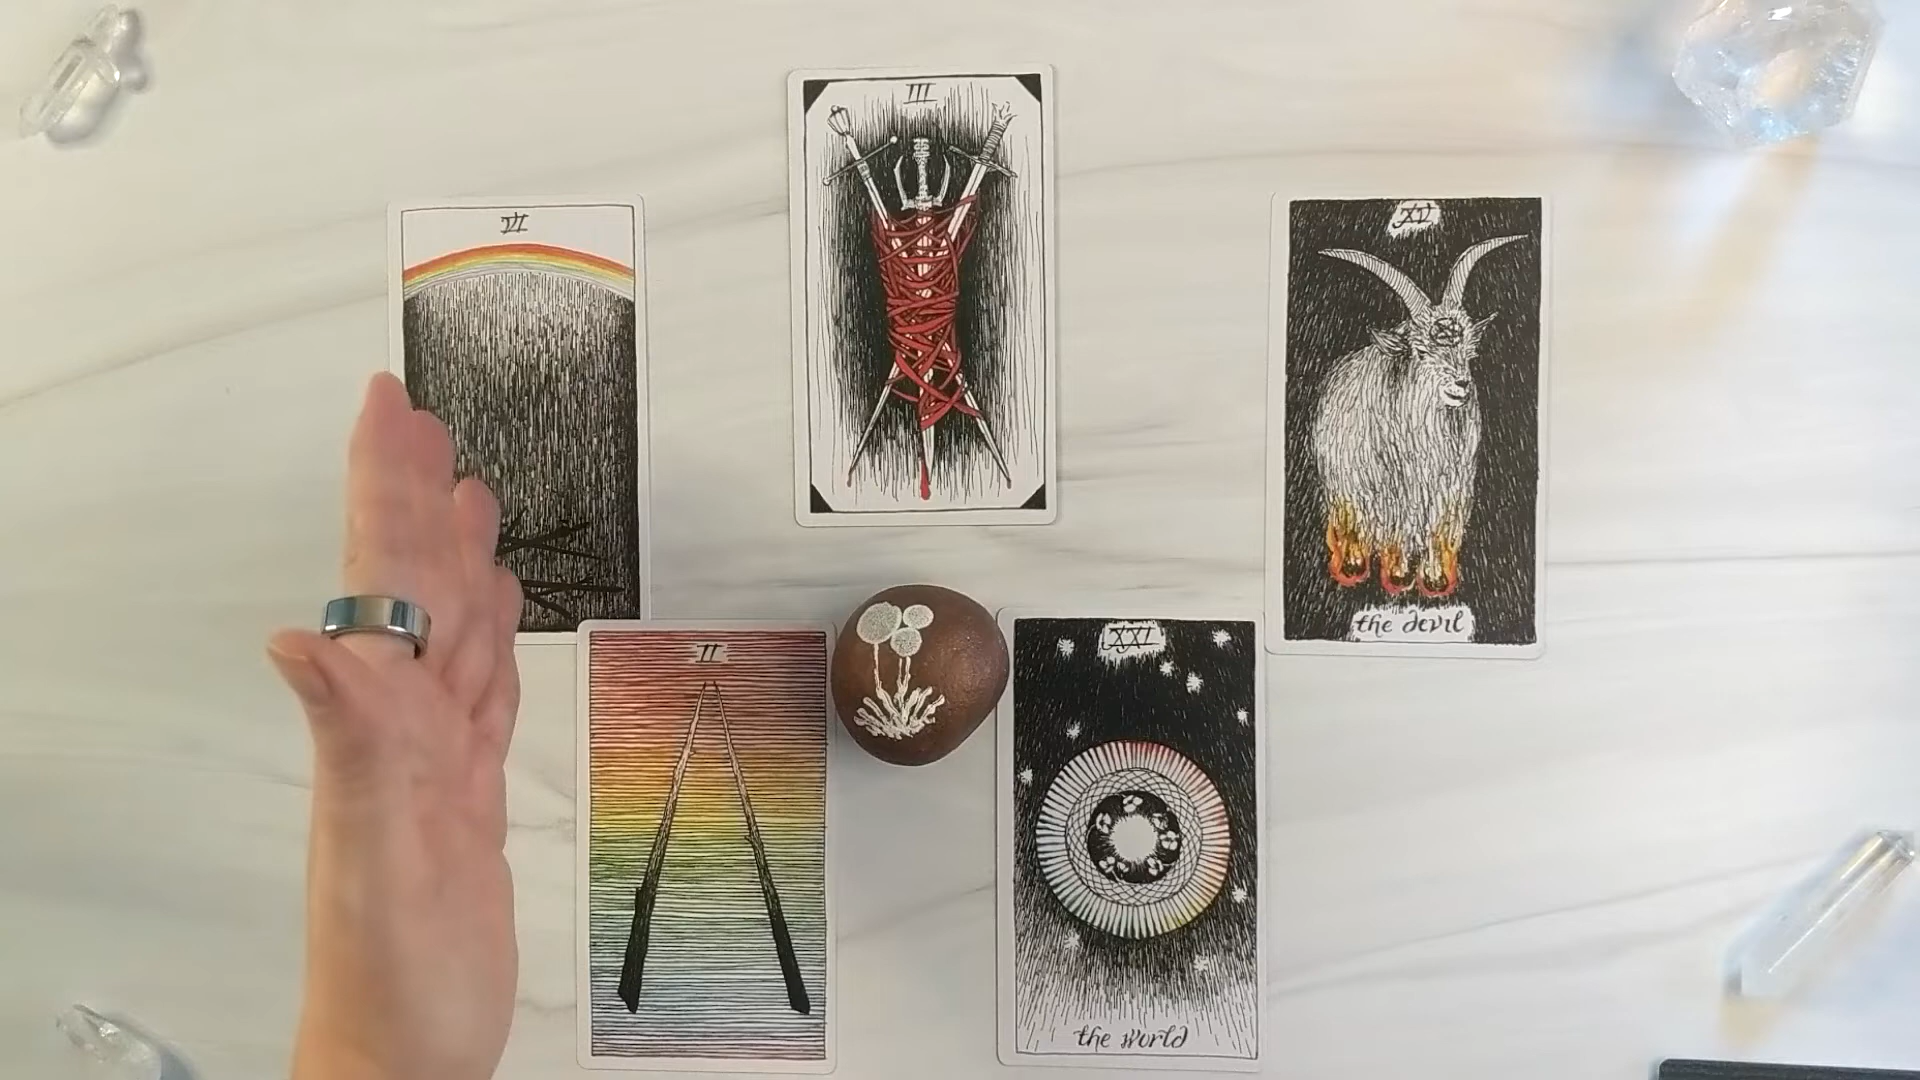 III
VI
XV
the devil
II
XXI
the world